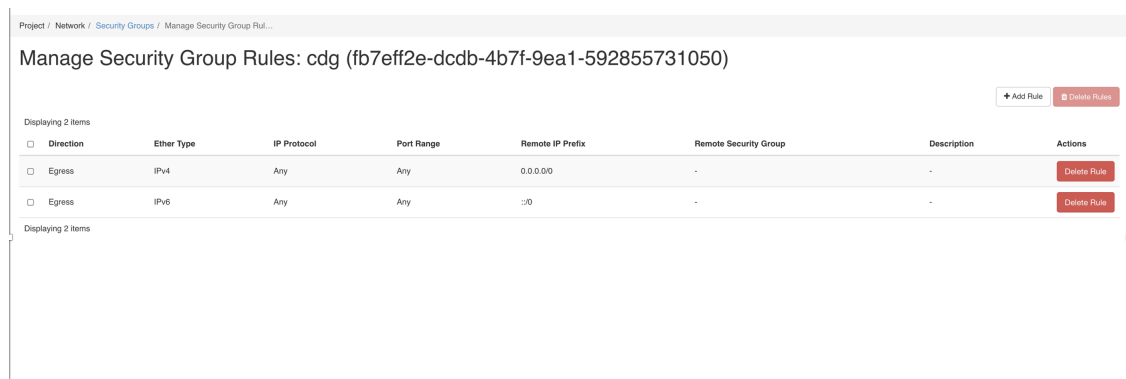 Project / Network / Security Groups / Manage Security Group Rul...
Manage Security Group Rules: cdg (fb7eff2e-dcdb-4b7f-9ea1-592855731050)
+ Add Rule Delete Rules
Displaying 2 items
Direction Ether Type IP Protocol Port Range Remote IP Prefix Remote Security Group Description Actions
Egress IPv4 Any Any 0.0.0.0/0 - - Delete Rule
Egress IPv6 Any Any ::/0 - - Delete Rule
Displaying 2 items